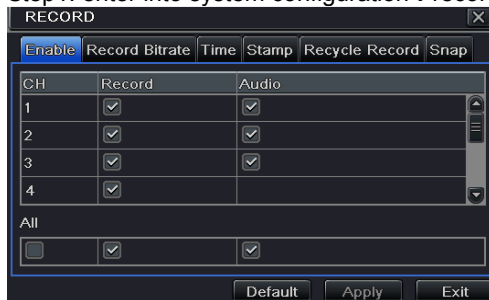 RECORD
Enable Record Bitrate Time Stamp Recycle Record Snap
CH Record Audio
1
2
3
4
All
Default Apply Exit